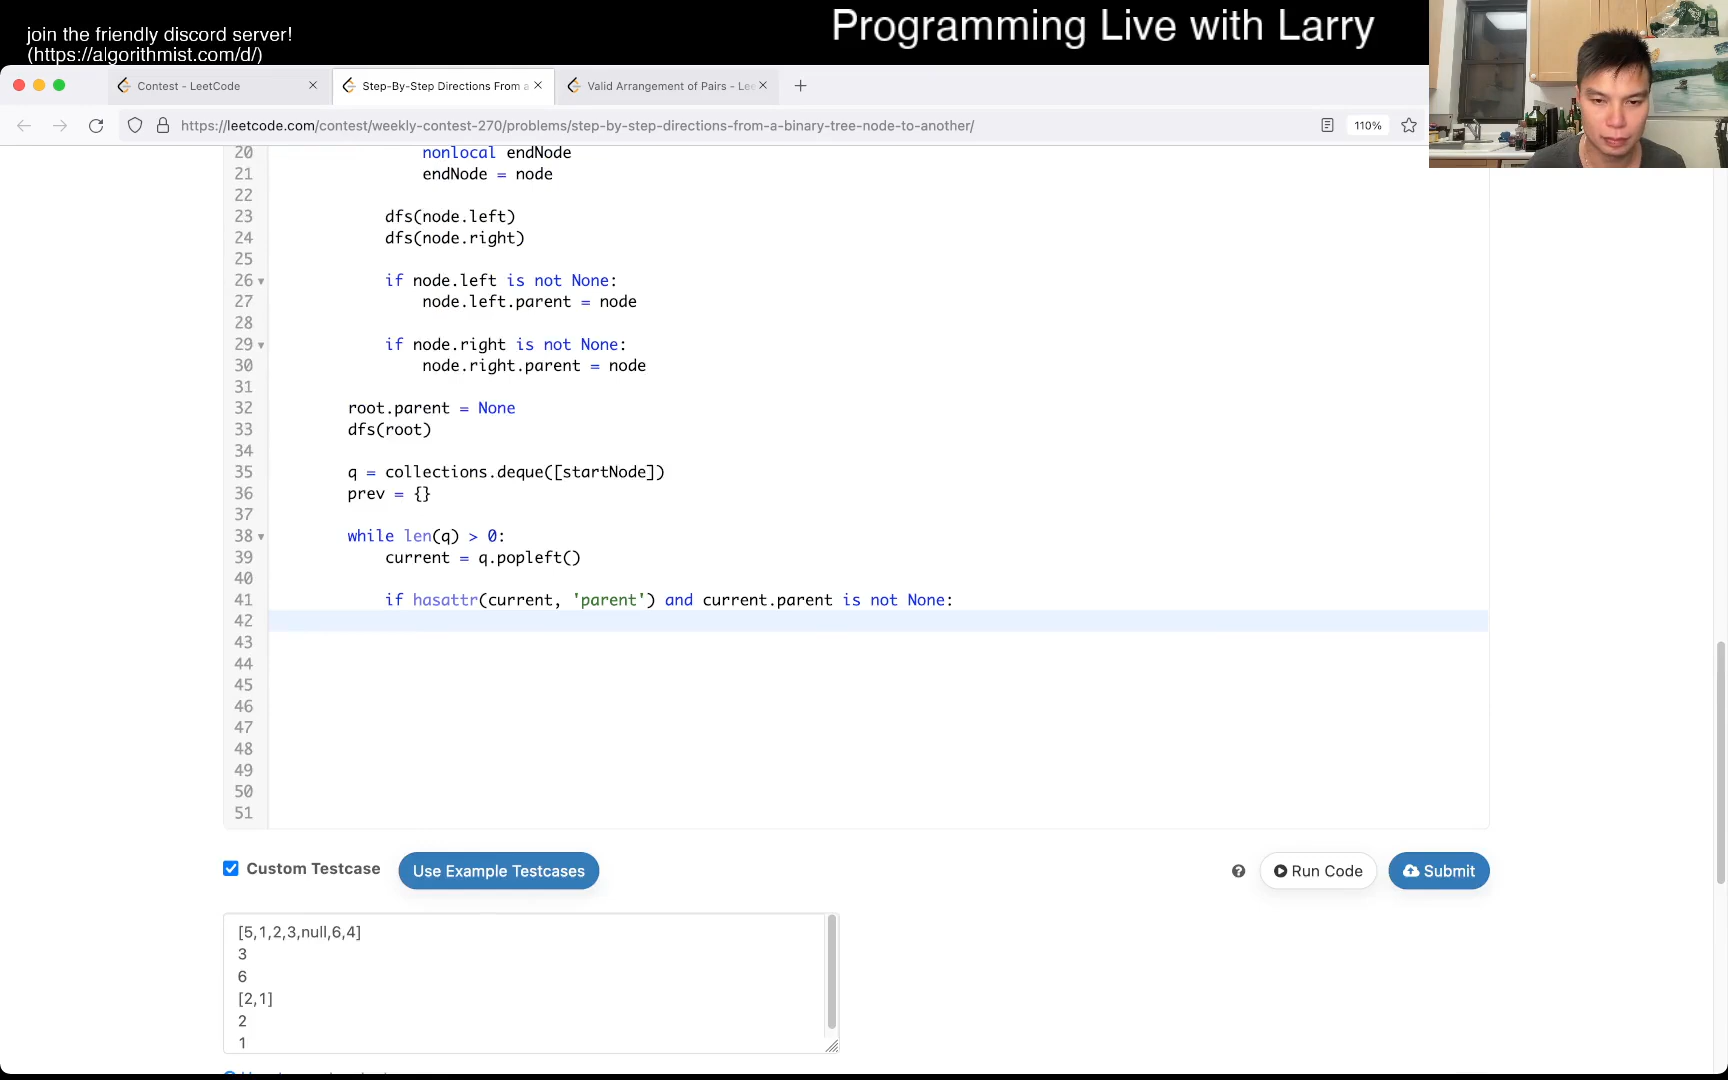 join the friendly discord server!
(https://algorithmist.com/d/)
Programming Live with Larry
Contest - LeetCode
Step-By-Step Directions From a
Valid Arrangement of Pairs - Lee
https://leetcode.com/contest/weekly-contest-270/problems/step-by-step-directions-from-a-binary-tree-node-to-another/
110%
20 nonlocal endNode
21 endNode = node
22
23 dfs(node.left)
24 dfs(node.right)
25
26 if node.left is not None:
27 node.left.parent = node
28
29 if node.right is not None:
30 node.right.parent = node
31
32 root.parent = None
33 dfs(root)
34
35 q = collections.deque([startNode])
36 prev = {}
37
38 while len(q) > 0:
39 current = q.popleft()
40
41 if hasattr(current, 'parent') and current.parent is not None:
42
43
44
45
46
47
48
49
50
51
Custom Testcase
Use Example Testcases
Run Code
Submit
[5,1,2,3,null,6,4]
3
6
[2,1]
2
1